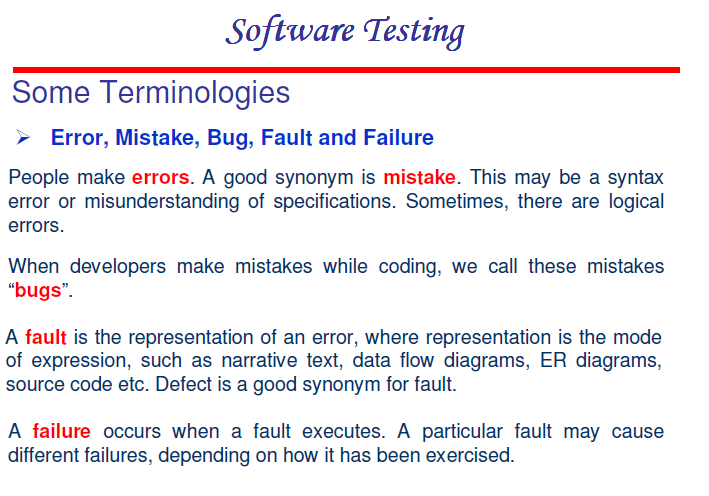 Software Testing
Some Terminologies
➢ Error, Mistake, Bug, Fault and Failure
People make errors. A good synonym is mistake. This may be a syntax
error or misunderstanding of specifications. Sometimes, there are logical
errors.
When developers make mistakes while coding, we call these mistakes
“bugs”.
A fault is the representation of an error, where representation is the mode
of expression, such as narrative text, data flow diagrams, ER diagrams,
source code etc. Defect is a good synonym for fault.
A failure occurs when a fault executes. A particular fault may cause
different failures, depending on how it has been exercised.